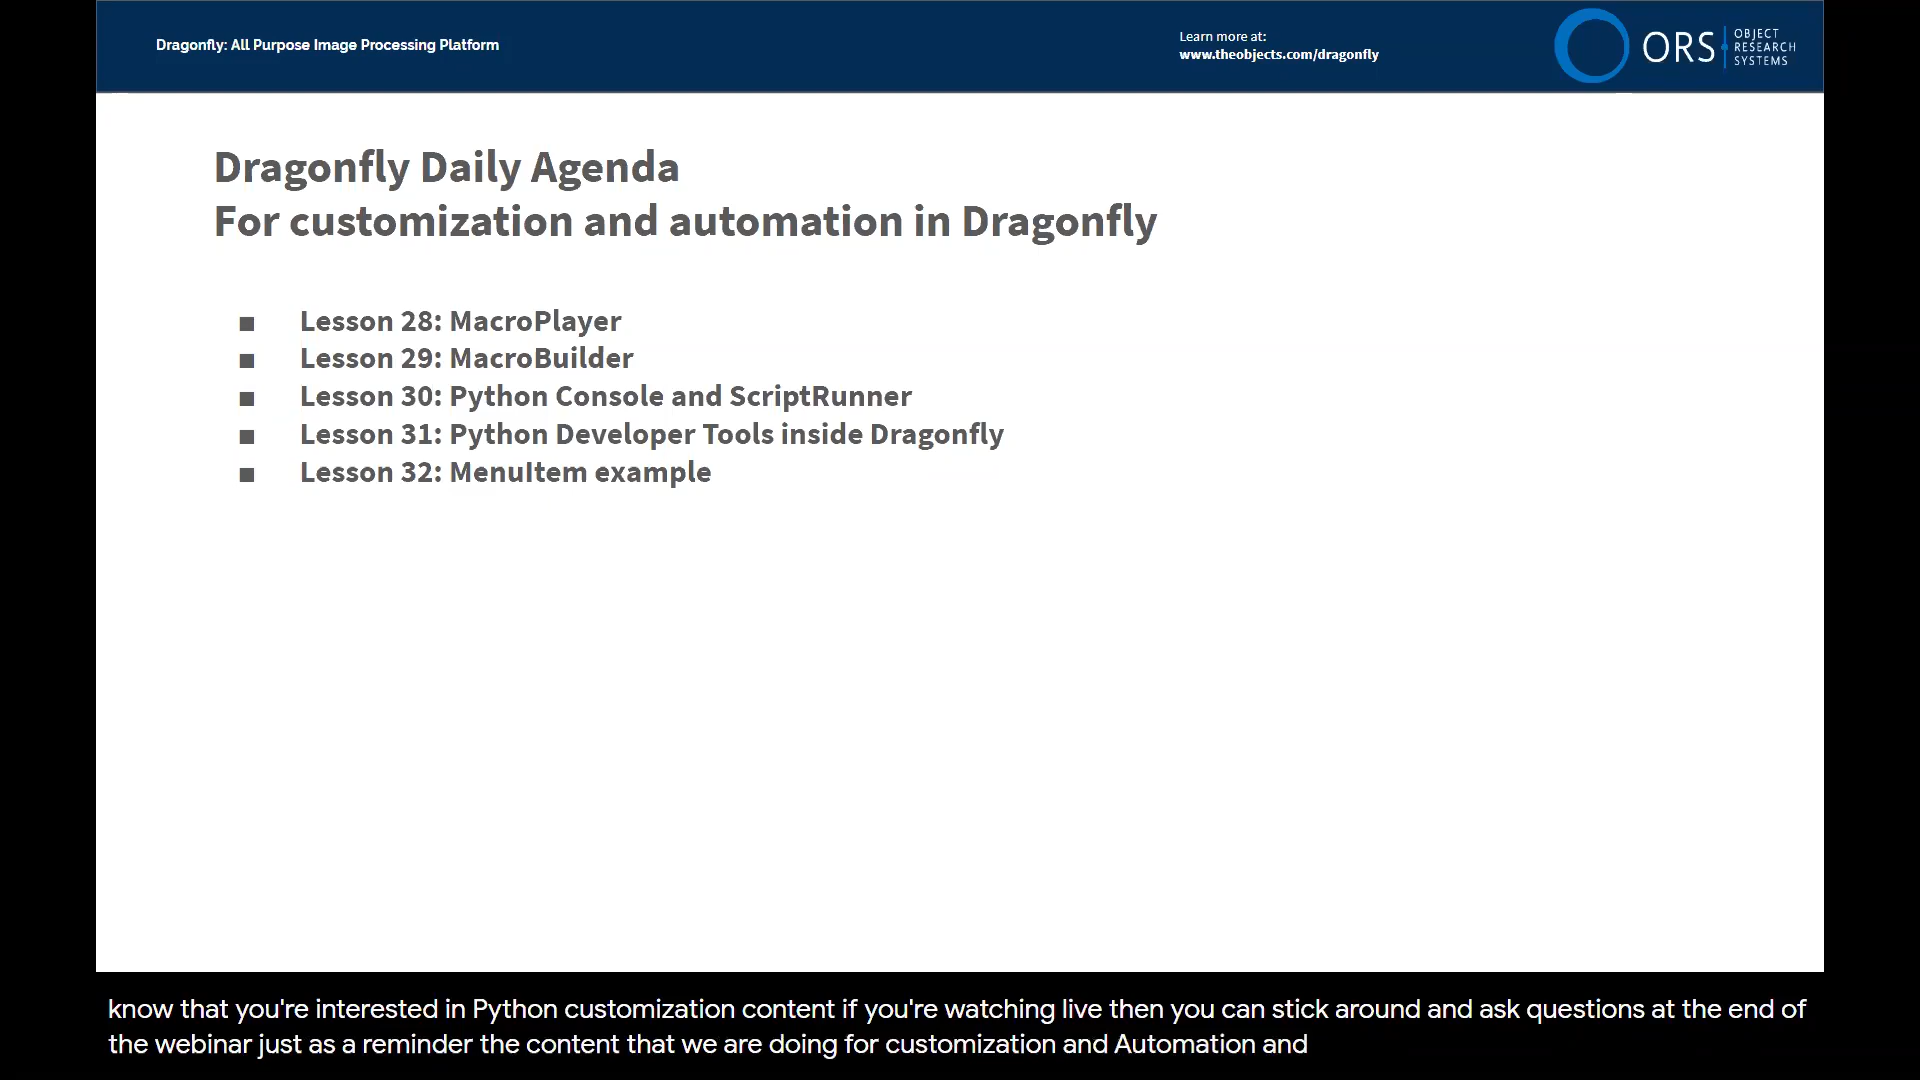 Dragonfly: All Purpose Image Processing Platform
Learn more at:
www.theobjects.com/dragonfly
ORS
OBJECT
RESEARCH
SYSTEMS
Dragonfly Daily Agenda
For customization and automation in Dragonfly
■ Lesson 28: MacroPlayer
■ Lesson 29: MacroBuilder
■ Lesson 30: Python Console and ScriptRunner
■ Lesson 31: Python Developer Tools inside Dragonfly
■ Lesson 32: MenuItem example
know that you're interested in Python customization content if you're watching live then you can stick around and ask questions at the end of
the webinar just as a reminder the content that we are doing for customization and Automation and